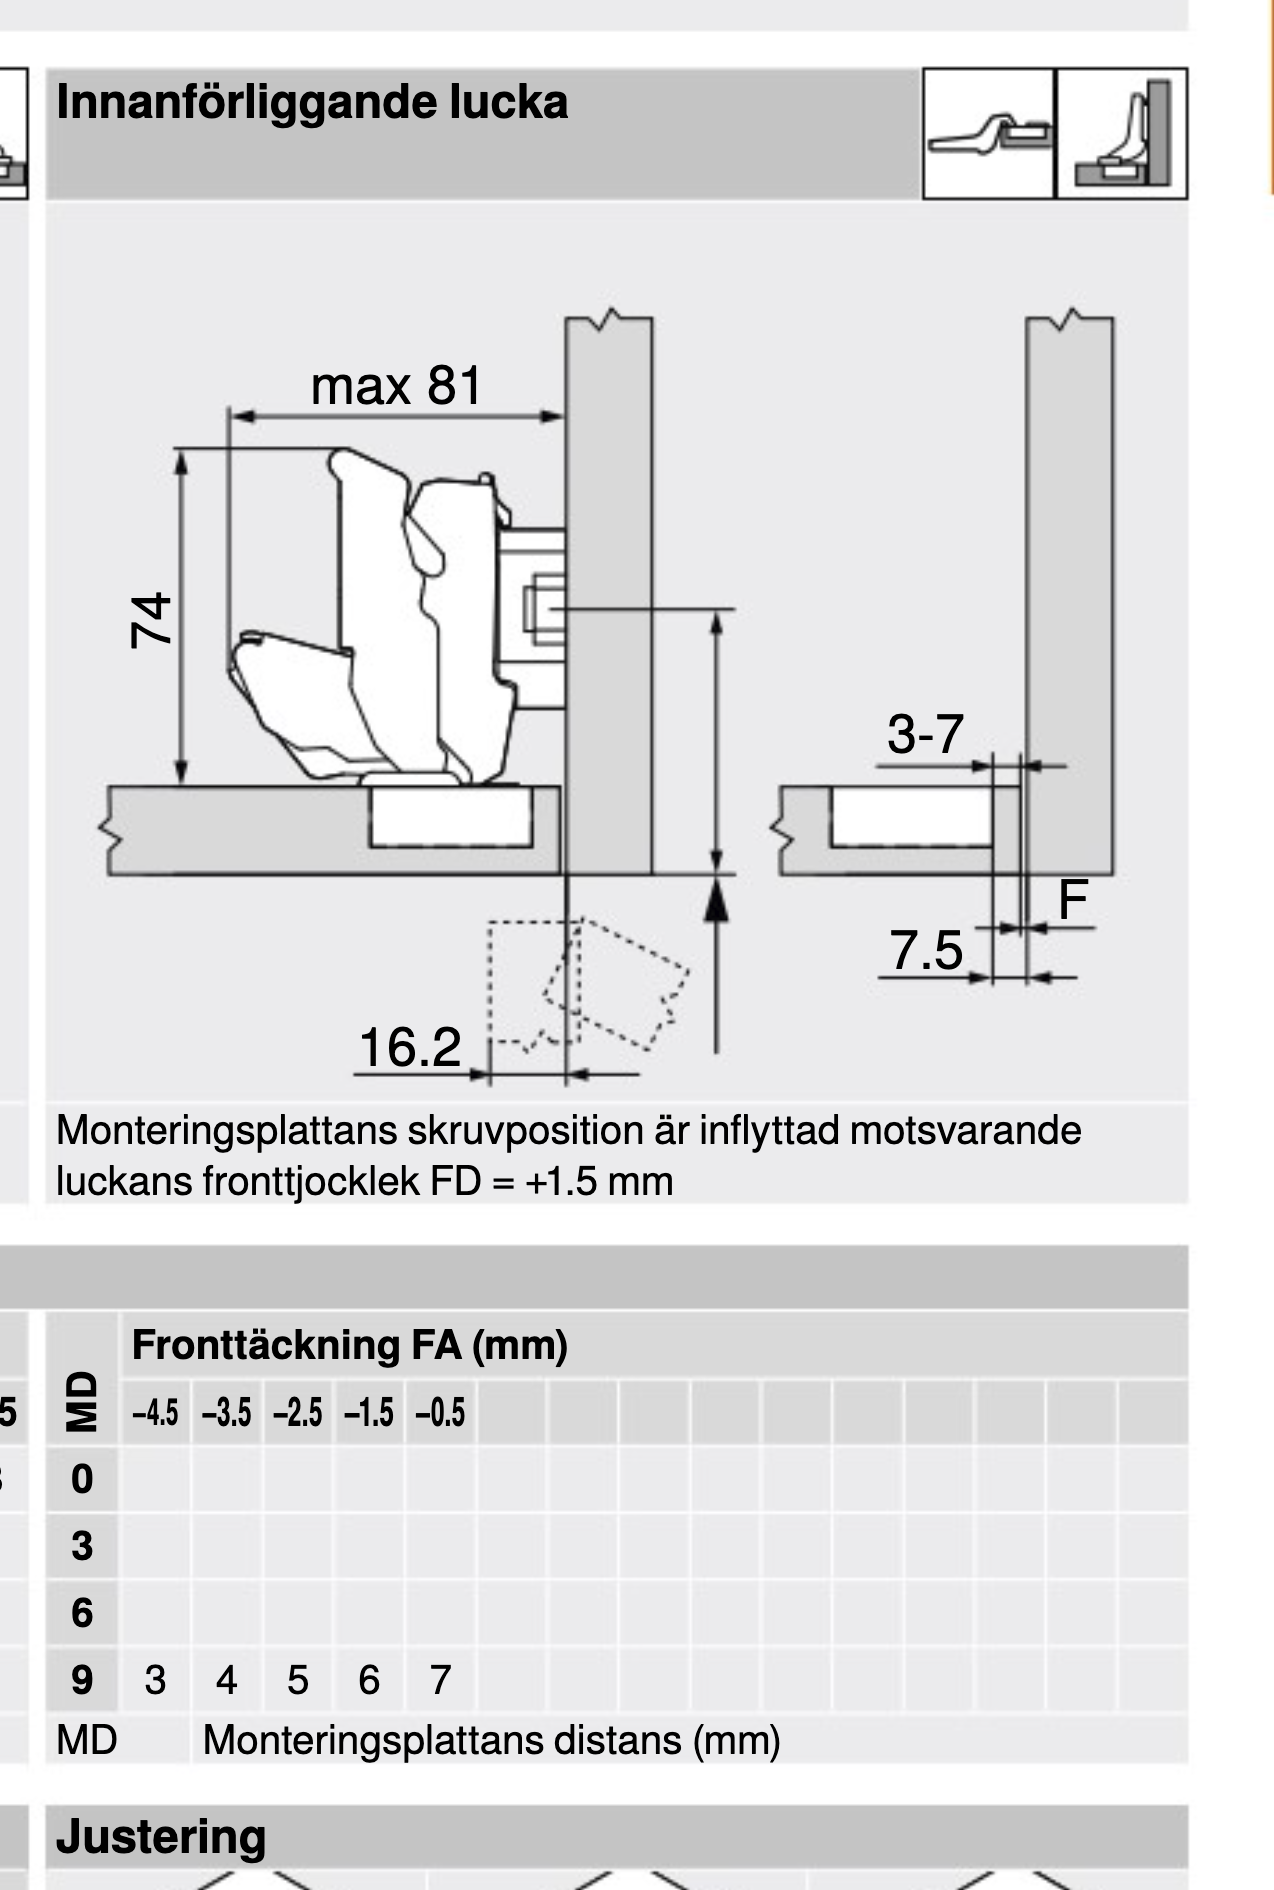 Innanförliggande lucka
max 81
74
3-7
F
7.5
16.2
Monteringsplattans skruvposition är inflyttad motsvarande
luckans fronttjocklek FD = +1.5 mm
MD
Fronttäckning FA (mm)
5
–4.5 –3.5 –2.5 –1.5 –0.5
0
3
6
9 3 4 5 6 7
MD Monteringsplattans distans (mm)
Justering